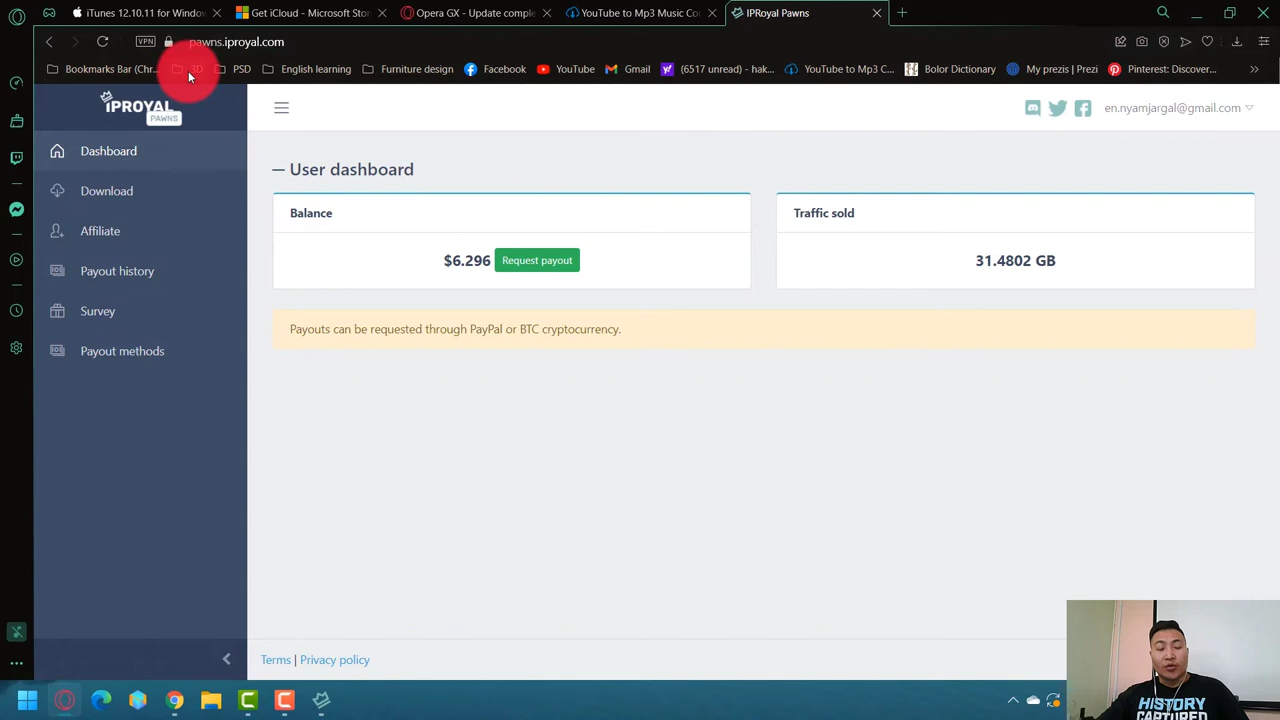 iTunes 12.10.11 for Window
Get iCloud - Microsoft Stor
Opera GX - Update comple
YouTube to Mp3 Music Co
IPRoyal Pawns
VPN
pawns.iproyal.com
Bookmarks Bar (Chr...
3D
PSD
English learning
Furniture design
Facebook
YouTube
Gmail
(6517 unread) - hak...
YouTube to Mp3 C...
Bolor Dictionary
My prezis | Prezi
Pinterest: Discover...
IPROYAL
PAWNS
en.nyamjargal@gmail.com
Dashboard
Download
Affiliate
Payout history
Survey
Payout methods
— User dashboard
Balance
$6.296
Request payout
Traffic sold
31.4802 GB
Payouts can be requested through PayPal or BTC cryptocurrency.
Terms | Privacy policy
HISTORY
CAPTURED